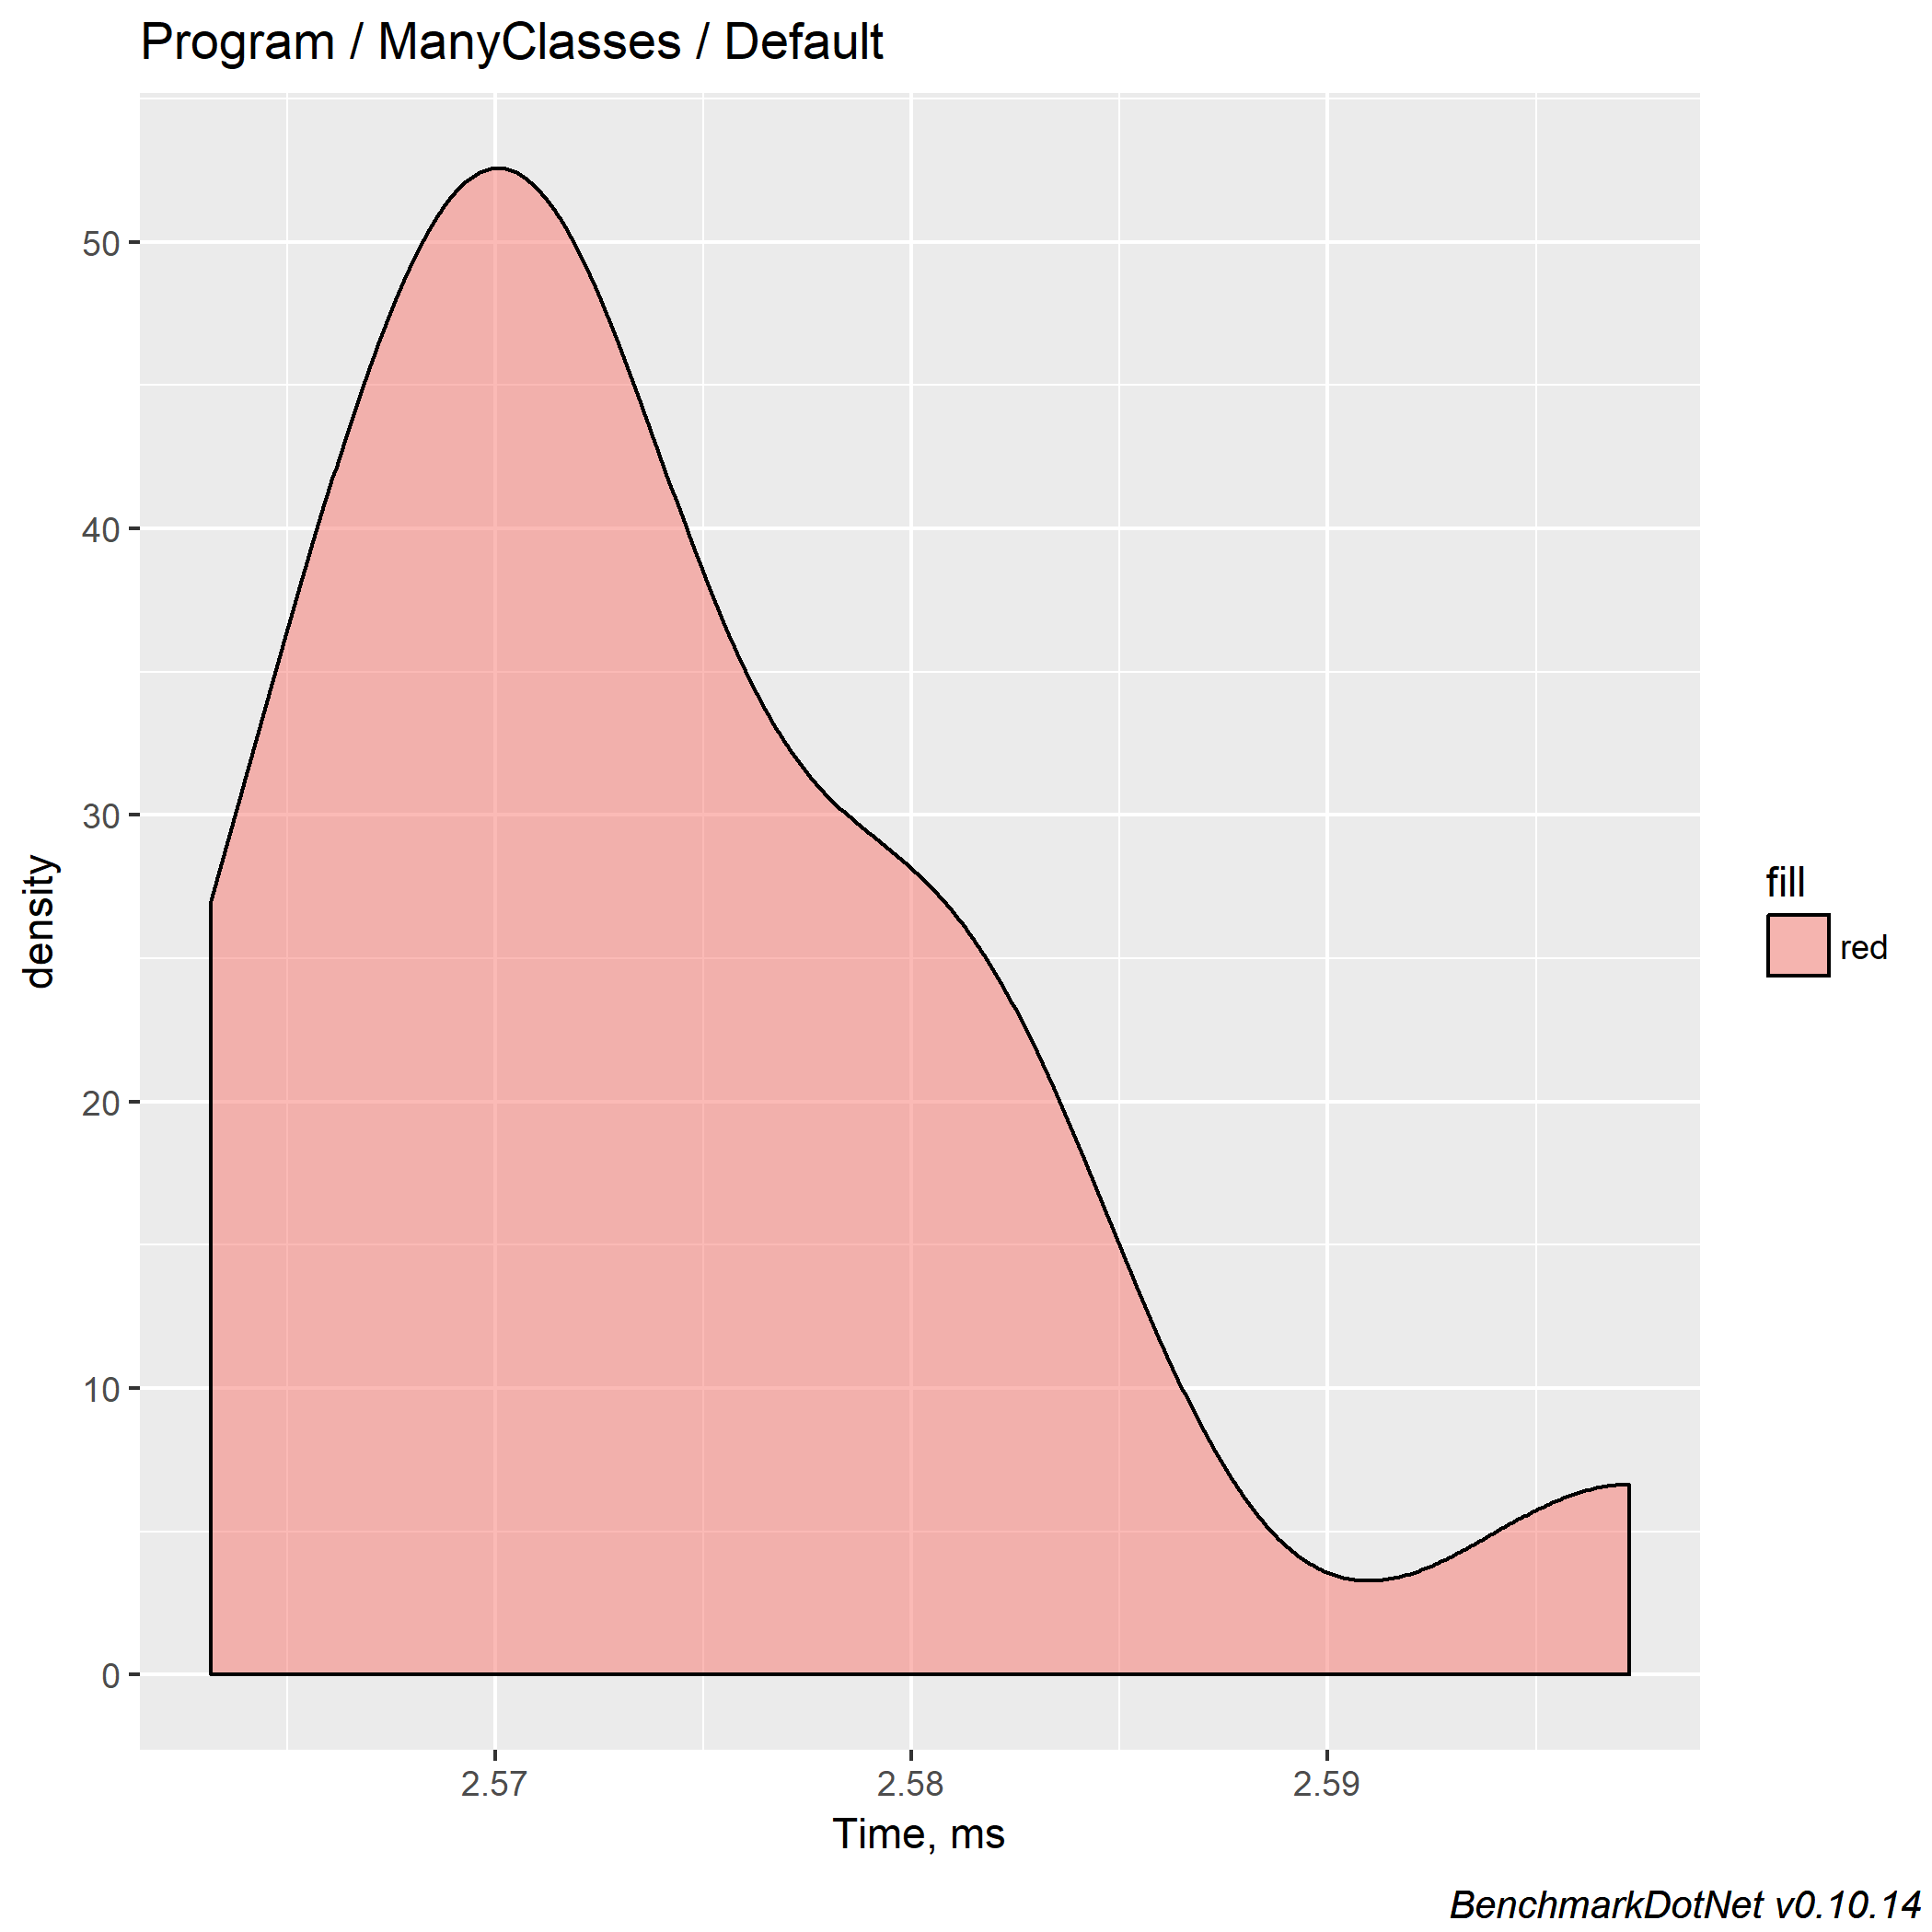 Program / ManyClasses / Default
density
50
40
30
20
10
0
2.57 2.58 2.59
Time, ms
fill
red
BenchmarkDotNet v0.10.14